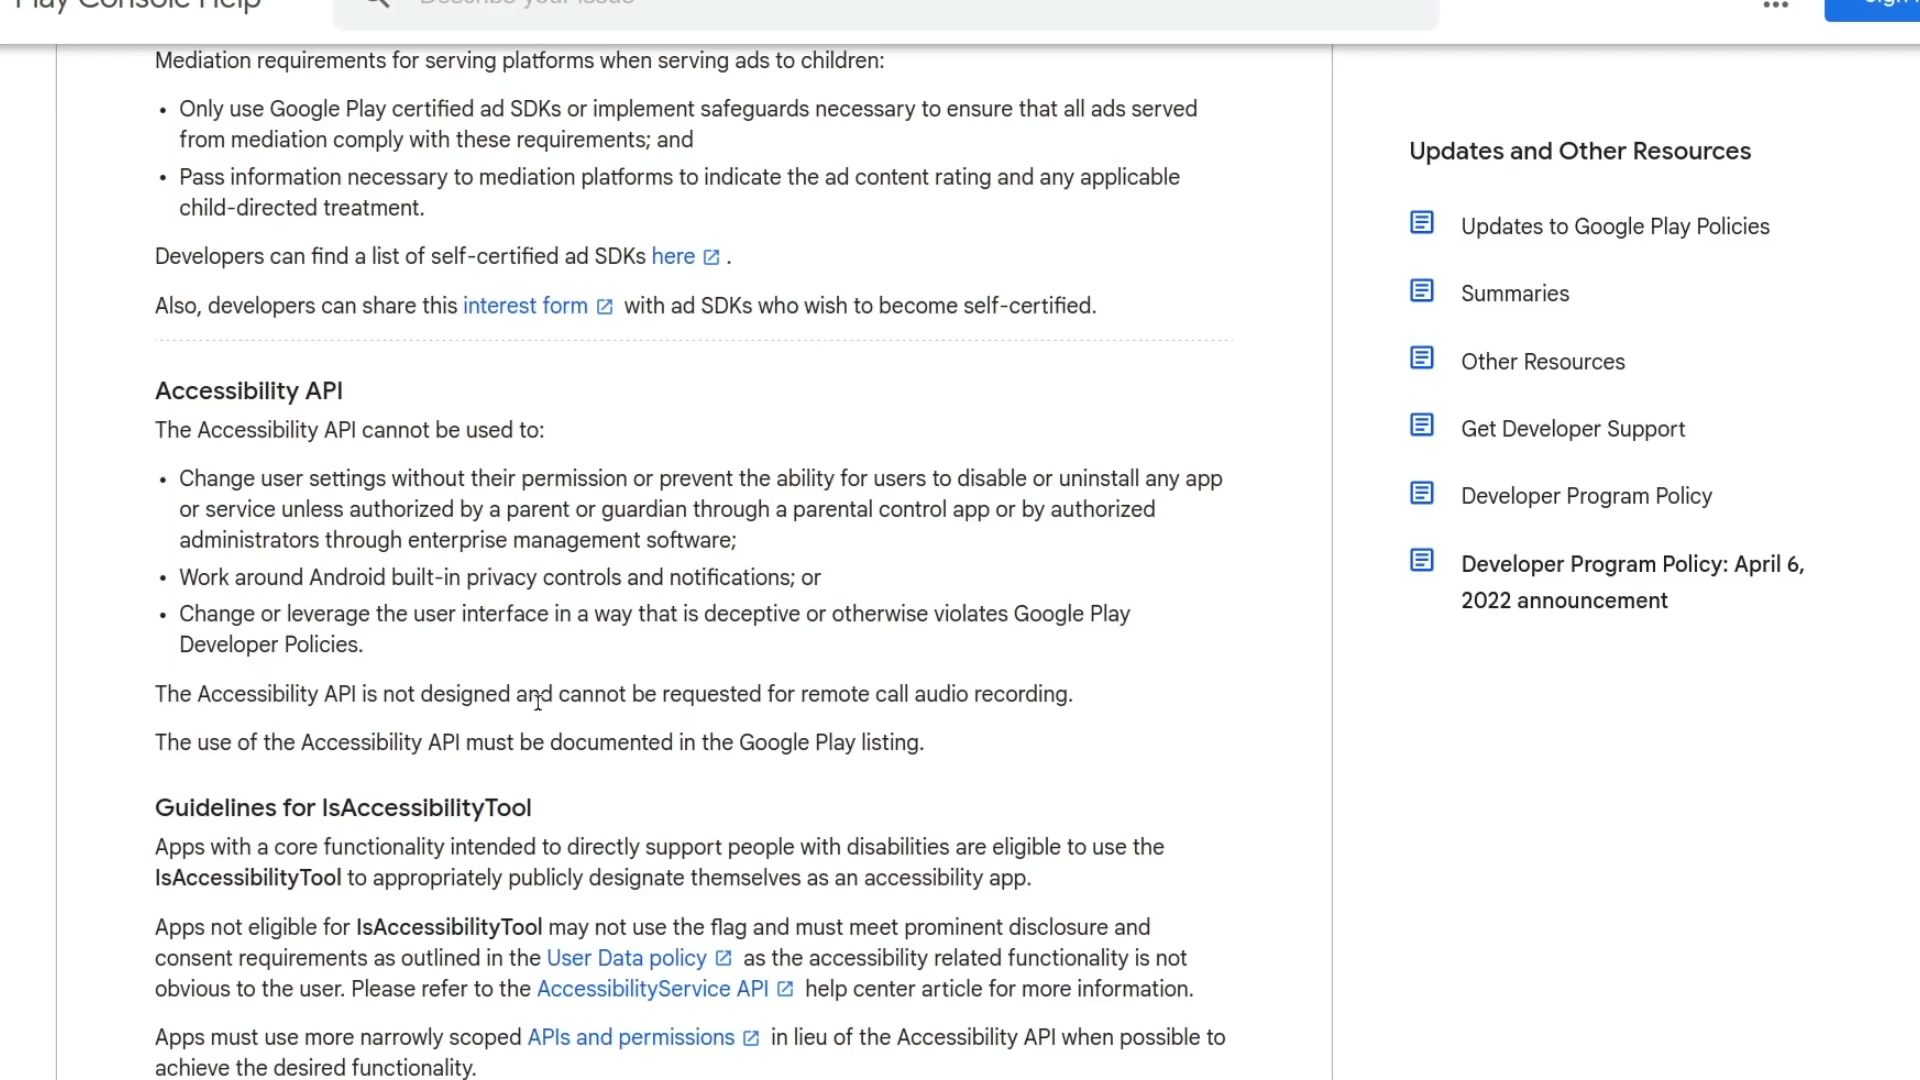 Play Console Help
Describe your issue
Mediation requirements for serving platforms when serving ads to children:
• Only use Google Play certified ad SDKs or implement safeguards necessary to ensure that all ads served
from mediation comply with these requirements; and
• Pass information necessary to mediation platforms to indicate the ad content rating and any applicable
child-directed treatment.
Developers can find a list of self-certified ad SDKs here .
Also, developers can share this interest form with ad SDKs who wish to become self-certified.
Accessibility API
The Accessibility API cannot be used to:
• Change user settings without their permission or prevent the ability for users to disable or uninstall any app
or service unless authorized by a parent or guardian through a parental control app or by authorized
administrators through enterprise management software;
• Work around Android built-in privacy controls and notifications; or
• Change or leverage the user interface in a way that is deceptive or otherwise violates Google Play
Developer Policies.
The Accessibility API is not designed and cannot be requested for remote call audio recording.
The use of the Accessibility API must be documented in the Google Play listing.
Guidelines for IsAccessibilityTool
Apps with a core functionality intended to directly support people with disabilities are eligible to use the
IsAccessibilityTool to appropriately publicly designate themselves as an accessibility app.
Apps not eligible for IsAccessibilityTool may not use the flag and must meet prominent disclosure and
consent requirements as outlined in the User Data policy as the accessibility related functionality is not
obvious to the user. Please refer to the AccessibilityService API help center article for more information.
Apps must use more narrowly scoped APIs and permissions in lieu of the Accessibility API when possible to
achieve the desired functionality.
Updates and Other Resources
Updates to Google Play Policies
Summaries
Other Resources
Get Developer Support
Developer Program Policy
Developer Program Policy: April 6,
2022 announcement